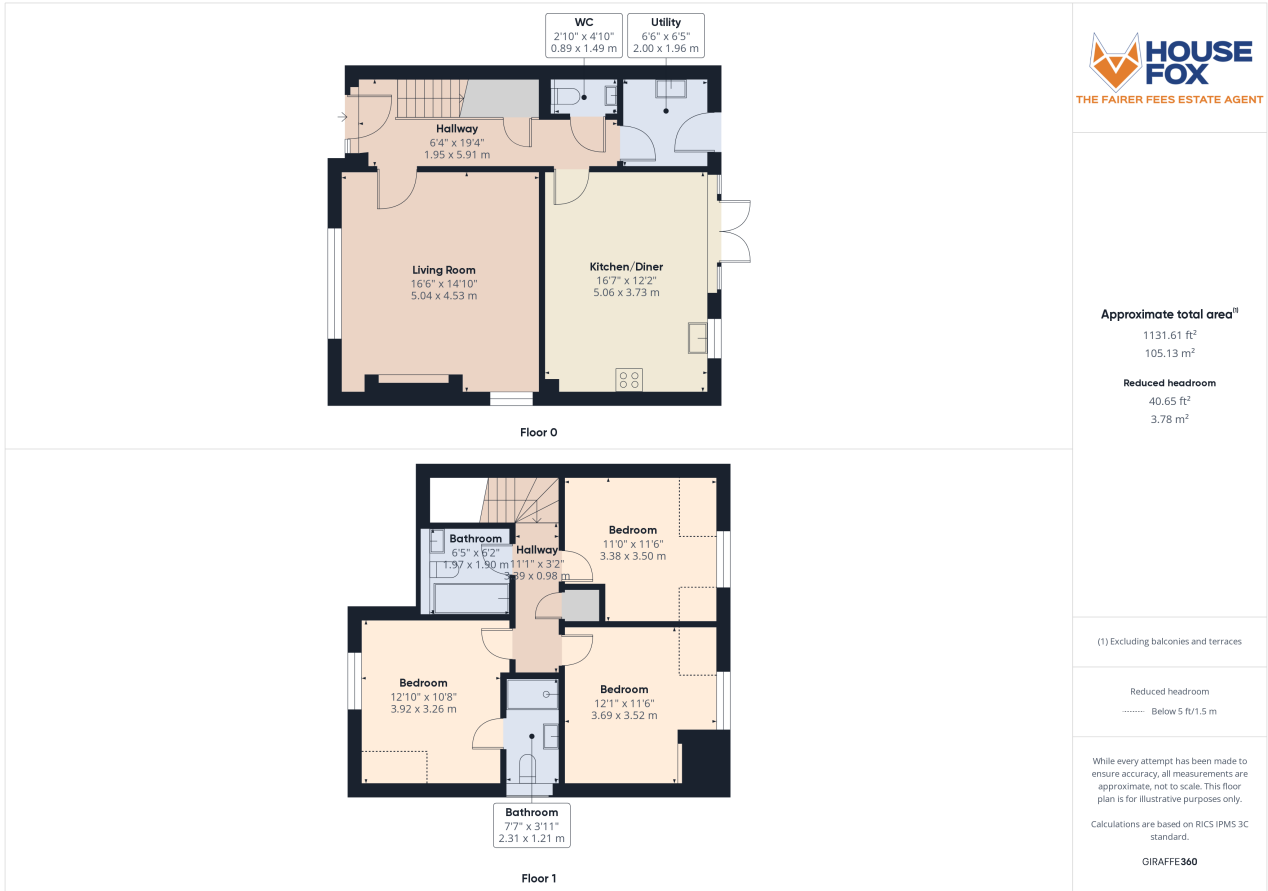 WC
2'10" x 4'10"
0.89 x 1.49 m
Utility
6'6" x 6'5"
2.00 x 1.96 m
Hallway
6'4" x 19'4"
1.95 x 5.91 m
Living Room
16'6" x 14'10"
5.04 x 4.53 m
Kitchen/Diner
16'7" x 12'2"
5.06 x 3.73 m
Floor 0
Bathroom
6'5" x 6'2"
1.97 x 1.90 m
Hallway
11'1" x 3'2"
3.39 x 0.98 m
Bedroom
11'0" x 11'6"
3.38 x 3.50 m
Bedroom
12'10" x 10'8"
3.92 x 3.26 m
Bedroom
12'1" x 11'6"
3.69 x 3.52 m
Bathroom
7'7" x 3'11"
2.31 x 1.21 m
Floor 1
HOUSE
FOX
THE FAIRER FEES ESTATE AGENT
Approximate total area(1)
1131.61 ft²
105.13 m²
Reduced headroom
40.65 ft²
3.78 m²
(1) Excluding balconies and terraces
Reduced headroom
Below 5 ft/1.5 m
While every attempt has been made to
ensure accuracy, all measurements are
approximate, not to scale. This floor
plan is for illustrative purposes only.
Calculations are based on RICS IPMS 3C
standard.
GIRAFFE360